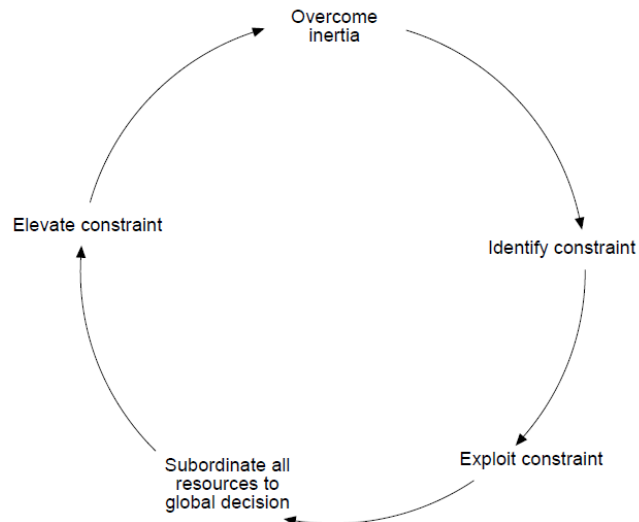 Overcome
inertia
Identify constraint
Exploit constraint
Subordinate all
resources to
global decision
Elevate constraint